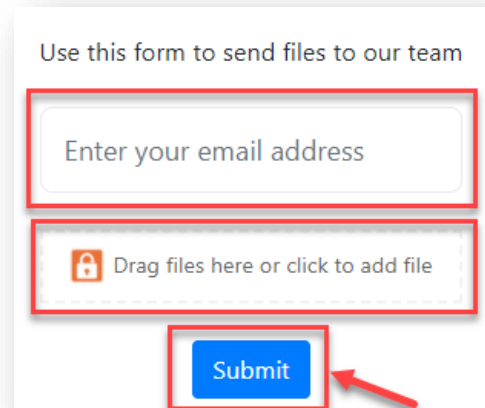 Use this form to send files to our team
Enter your email address
Drag files here or click to add file
Submit